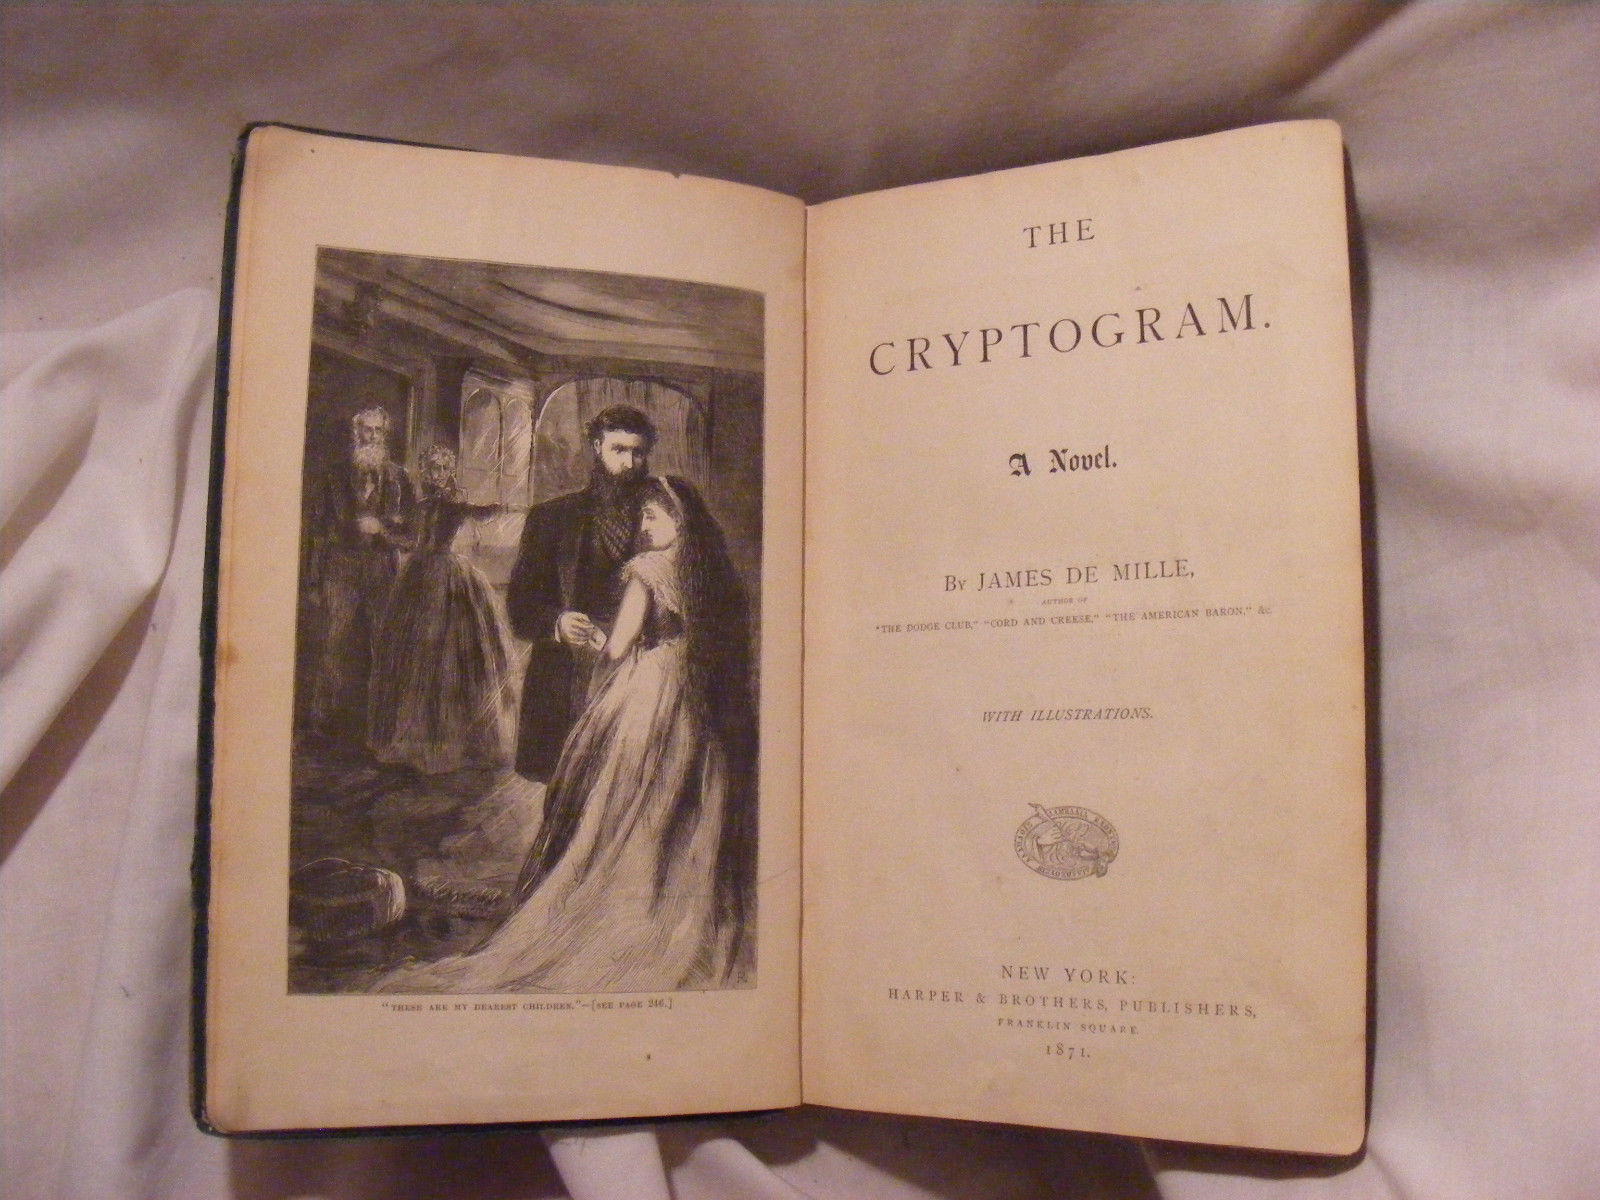 "THESE ARE MY DEAREST CHILDREN."—[SEE PAGE 246.]
THE
CRYPTOGRAM.
A Novel.
BY JAMES DE MILLE,
AUTHOR OF
"THE DODGE CLUB," "CORD AND CREESE," "THE AMERICAN BARON," &c.
WITH ILLUSTRATIONS.
NEW YORK:
HARPER & BROTHERS, PUBLISHERS,
FRANKLIN SQUARE.
1871.